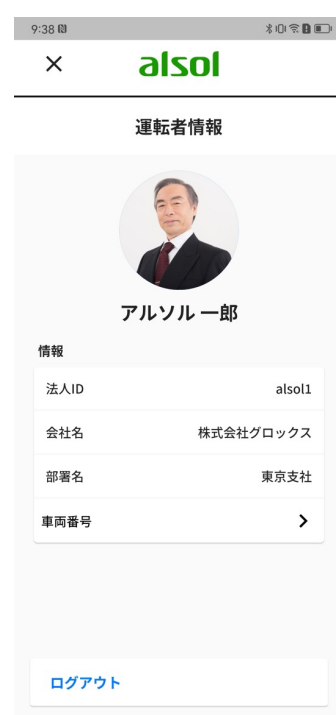 9:38
alsol
運転者情報
アルソル 一郎
情報
法人ID alsol1
会社名 株式会社グロックス
部署名 東京支社
車両番号
ログアウト